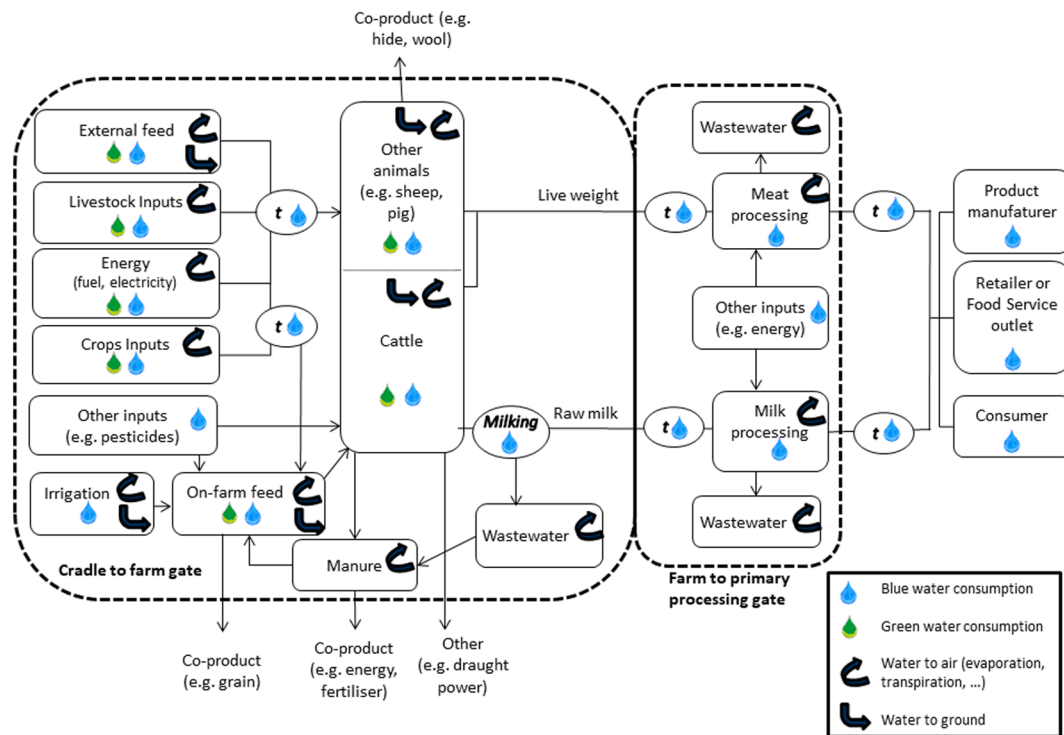 Co-product (e.g.
hide, wool)
External feed
Livestock Inputs
Energy
(fuel, electricity)
Crops Inputs
Other inputs
(e.g. pesticides)
Irrigation
On-farm feed
t
t
Other
animals
(e.g. sheep,
pig)
Cattle
Milking
Wastewater
Manure
Cradle to farm gate
Co-product
(e.g. grain)
Co-product
(e.g. energy,
fertiliser)
Other
(e.g. draught
power)
Live weight
Raw milk
t
t
Wastewater
Meat
processing
Other inputs
(e.g. energy)
Milk
processing
Wastewater
Farm to primary
processing gate
t
t
Product
manufaturer
Retailer or
Food Service
outlet
Consumer
Blue water consumption
Green water consumption
Water to air (evaporation,
transpiration, ...)
Water to ground